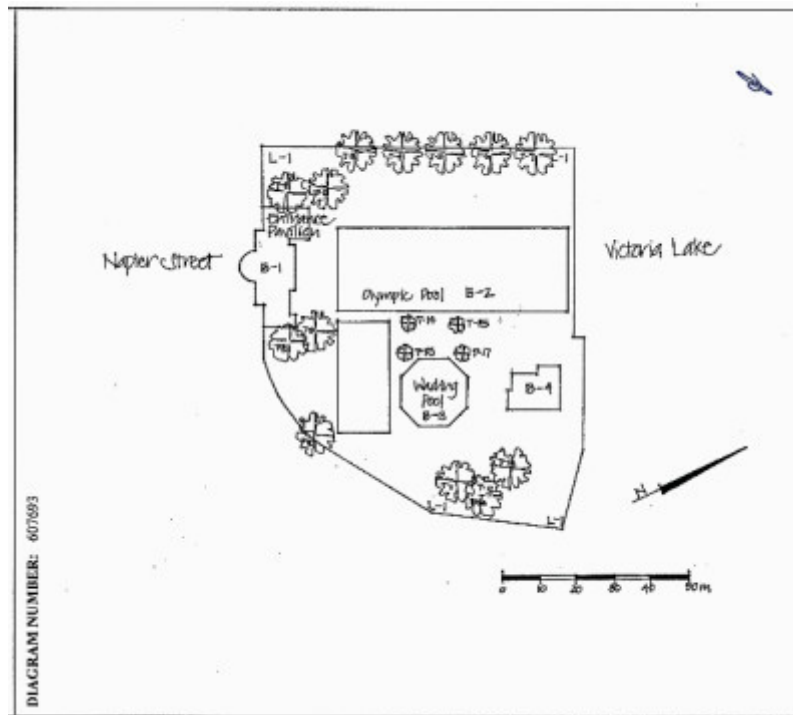 L-1
L-1
Entrance
Pavilion
Napier Street
B-1
Victoria Lake
Olympic Pool B-2
T-14
T-15
T-17
Wading
Pool
B-3
B-4
L-1
L-1
N
0 10 20 30 40 50m
DIAGRAM NUMBER: 607693